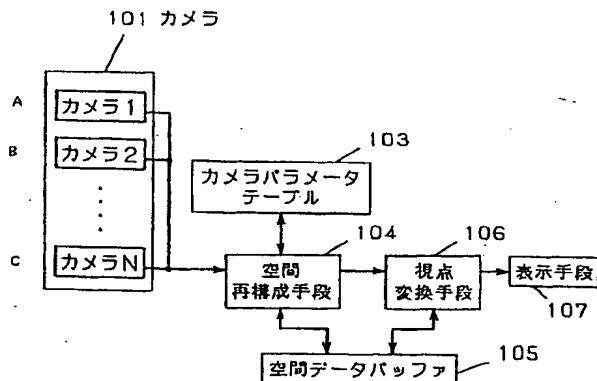 101 カメラ
A
カメラ1
B
カメラ2
C
カメラN
103
カメラパラメータ
テーブル
104
空間
再構成手段
106
視点
変換手段
表示手段
107
105
空間データバッファ